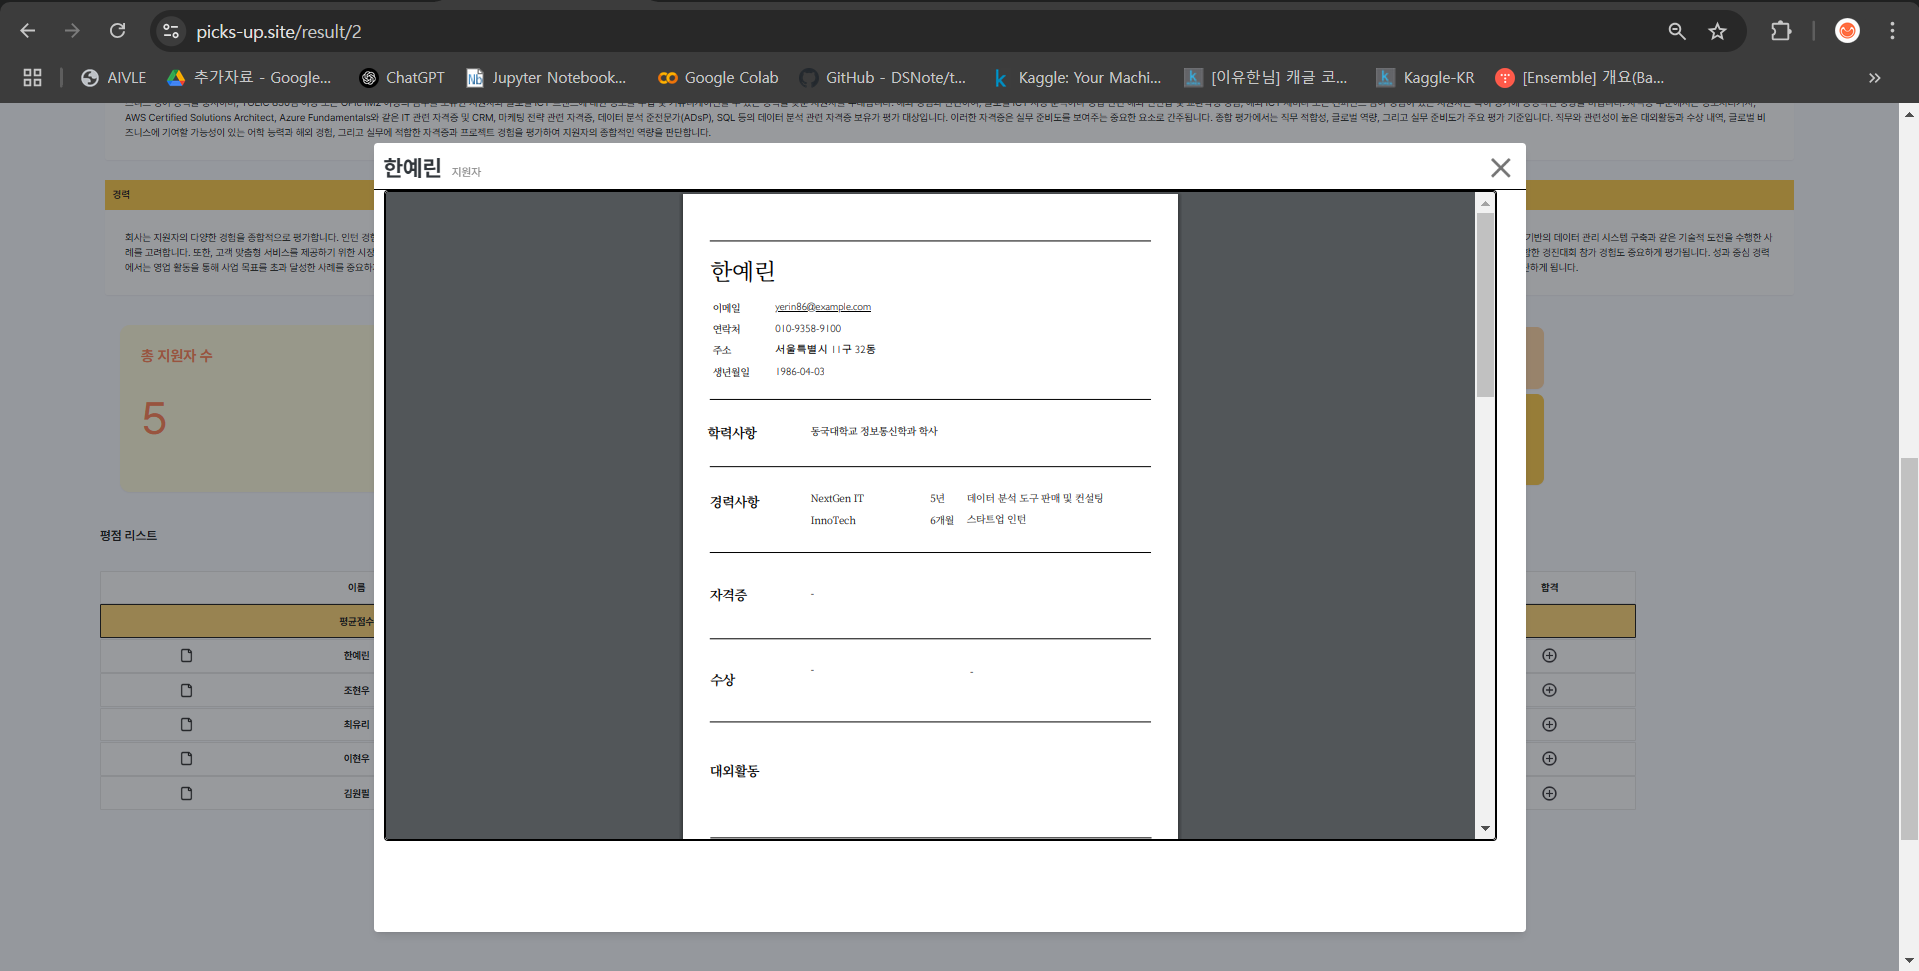 picks-up.site/result/2
AIVLE
추가자료 - Google...
ChatGPT
Jupyter Notebook...
Google Colab
GitHub - DSNote/t...
Kaggle: Your Machi...
[이유한님] 캐글 코...
Kaggle-KR
[Ensemble] 개요(Ba...
AWS Certified Solutions Architect, Azure Fundamentals와 같은 IT 관련 자격증 및 CRM, 마케팅 전략 관련 자격증, 데이터 분석 준전문가(ADsP), SQL 등의 데이터 분석 관련 자격증 보유가 평가 대상입니다. 이러한 자격증은 실무 준비도를 보여주는 중요한 요소로 간주됩니다. 종합 평가에서는 직무 적합성, 글로벌 역량, 그리고 실무 준비도가 주요 평가 기준입니다. 직무와 관련성이 높은 대외활동과 수상 내역, 글로벌 비
즈니스에 기여할 가능성이 있는 어학 능력과 해외 경험, 그리고 실무에 적합한 자격증과 프로젝트 경험을 평가하여 지원자의 종합적인 역량을 판단합니다.
한예린 지원자
경력
회사는 지원자의 다양한 경험을 종합적으로 평가합니다. 인턴 경험
기반의 데이터 관리 시스템 구축과 같은 기술적 도전을 수행한 사
례를 고려합니다. 또한, 고객 맞춤형 서비스를 제공하기 위한 시장
경진대회 참가 경험도 중요하게 평가됩니다. 성과 중심 경력
에서는 영업 활동을 통해 사업 목표를 초과 달성한 사례를 중요하게
하게 됩니다.
총 지원자 수
5
평점 리스트
이름
합격
평균점수
한예린
조현우
최유리
이현우
김원필
한예린
이메일 yerin86@example.com
연락처 010-9358-9100
주소 서울특별시 11구 32동
생년월일 1986-04-03
학력사항 동국대학교 정보통신학과 학사
경력사항 NextGen IT 5년 데이터 분석 도구 판매 및 컨설팅
InnoTech 6개월 스타트업 인턴
자격증 -
수상 - -
대외활동